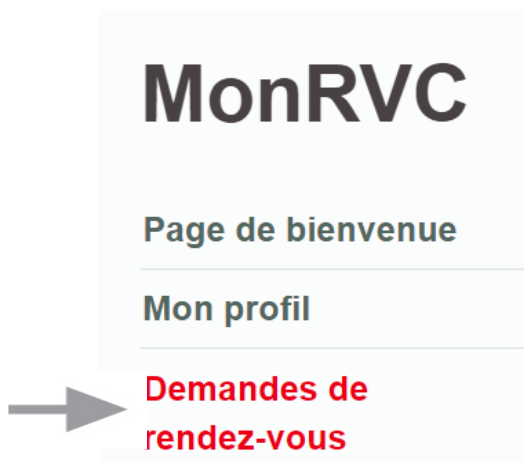 MonRVC
Page de bienvenue
Mon profil
Demandes de
rendez-vous